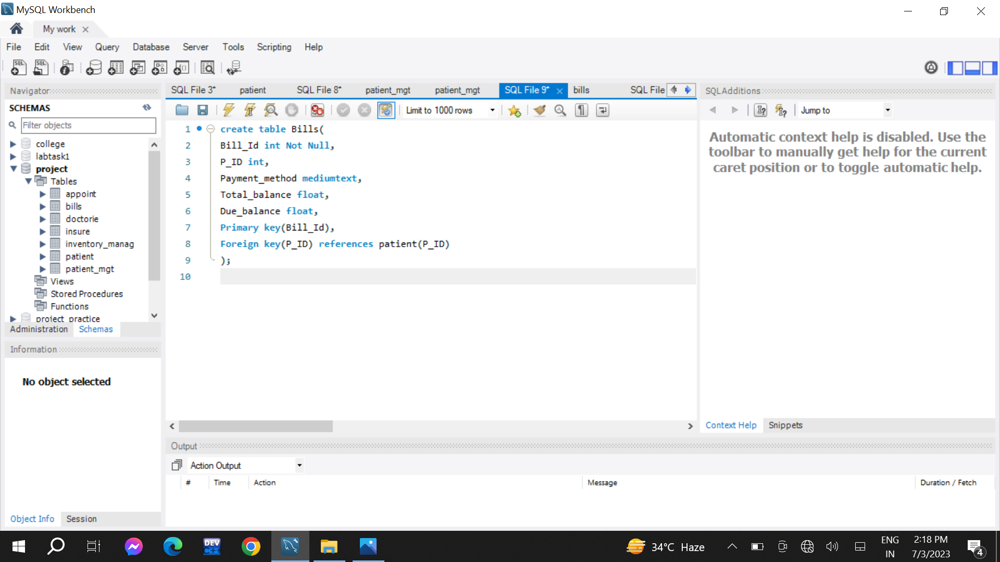 MySQL Workbench
My work
File Edit View Query Database Server Tools Scripting Help
Navigator
SCHEMAS
Filter objects
college
labtask1
project
Tables
appoint
bills
doctorie
insure
inventory_manag
patient
patient_mgt
Views
Stored Procedures
Functions
project_practice
Administration Schemas
Information
No object selected
Object Info Session
SQL File 3* patient SQL File 8* patient_mgt patient_mgt SQL File 9* bills SQL File
Limit to 1000 rows
1 create table Bills(
2 Bill_Id int Not Null,
3 P_ID int,
4 Payment_method mediumtext,
5 Total_balance float,
6 Due_balance float,
7 Primary key(Bill_Id),
8 Foreign key(P_ID) references patient(P_ID)
9 );
10
SQLAdditions
Jump to
Automatic context help is disabled. Use the
toolbar to manually get help for the current
caret position or to toggle automatic help.
Context Help Snippets
Output
Action Output
# Time Action Message Duration / Fetch
DEV
C++
34°C Haze
ENG
IN
2:18 PM
7/3/2023
4